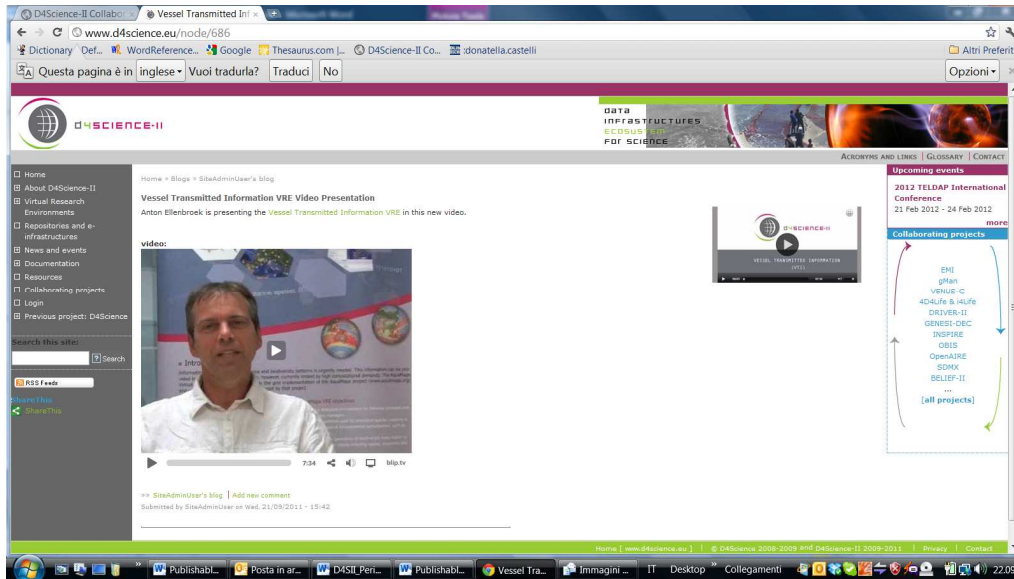 D4Science-II Collabor
Vessel Transmitted Inf
www.d4science.eu/node/686
Dictionary Def... WordReference... Google Thesaurus.com |... D4Science-II Co... :donatella.castelli Altri Preferit
Questa pagina è in inglese Vuoi tradurla? Traduci No Opzioni
D4SCIENCE-II
Data
Infrastructures
Ecosystem
For Science
Acronyms and links | Glossary | Contact
Home
About D4Science-II
Virtual Research
Environments
Repositories and e-
infrastructures
News and events
Documentation
Resources
Collaborating projects
Login
Previous project: D4Science
Search this site:
Search
RSS Feeds
ShareThis
ShareThis
Home » Blogs » SiteAdminUser's blog
Vessel Transmitted Information VRE Video Presentation
Anton Ellenbroek is presenting the Vessel Transmitted Information VRE in this new video.
video:
Intro
7:34 blip.tv
>> SiteAdminUser's blog | Add new comment
Submitted by SiteAdminUser on Wed, 21/09/2011 - 15:42
D4SCIENCE-II
VESSEL TRANSMITTED INFORMATION
(VTI)
Upcoming events
2012 TELDAP International
Conference
21 Feb 2012 - 24 Feb 2012
more
Collaborating projects
EMI
gMan
VENUS-C
4D4Life & i4Life
DRIVER-II
GENESI-DEC
INSPIRE
OBIS
OpenAIRE
SDMX
BELIEF-II
...
[all projects]
Home [ www.d4science.eu ] | © D4Science 2008-2009 and D4Science-II 2009-2011 | Privacy | Contact
Publishabl... Posta in ar... D4SII_Peri... Publishabl... Vessel Tra... Immagini ... IT Desktop Collegamenti 22.09